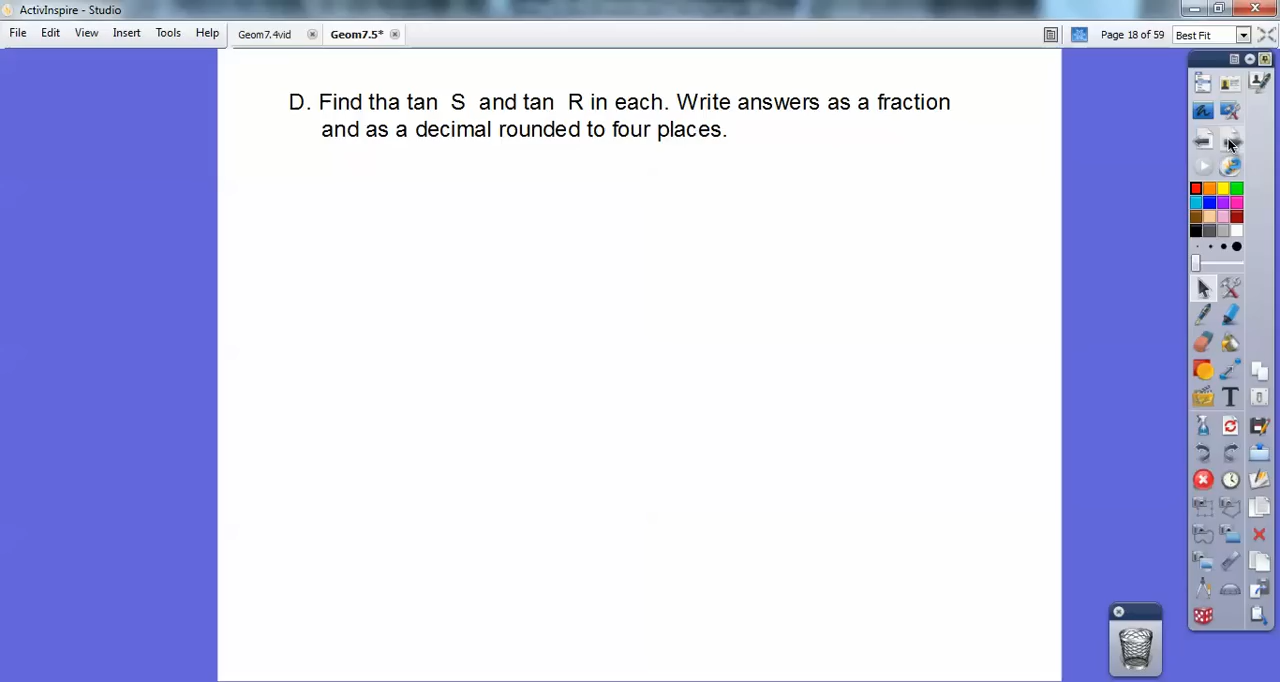 ActivInspire - Studio
File Edit View Insert Tools Help
Geom7.4vid
Geom7.5*
Page 18 of 59
Best Fit
D. Find tha tan S and tan R in each. Write answers as a fraction
and as a decimal rounded to four places.